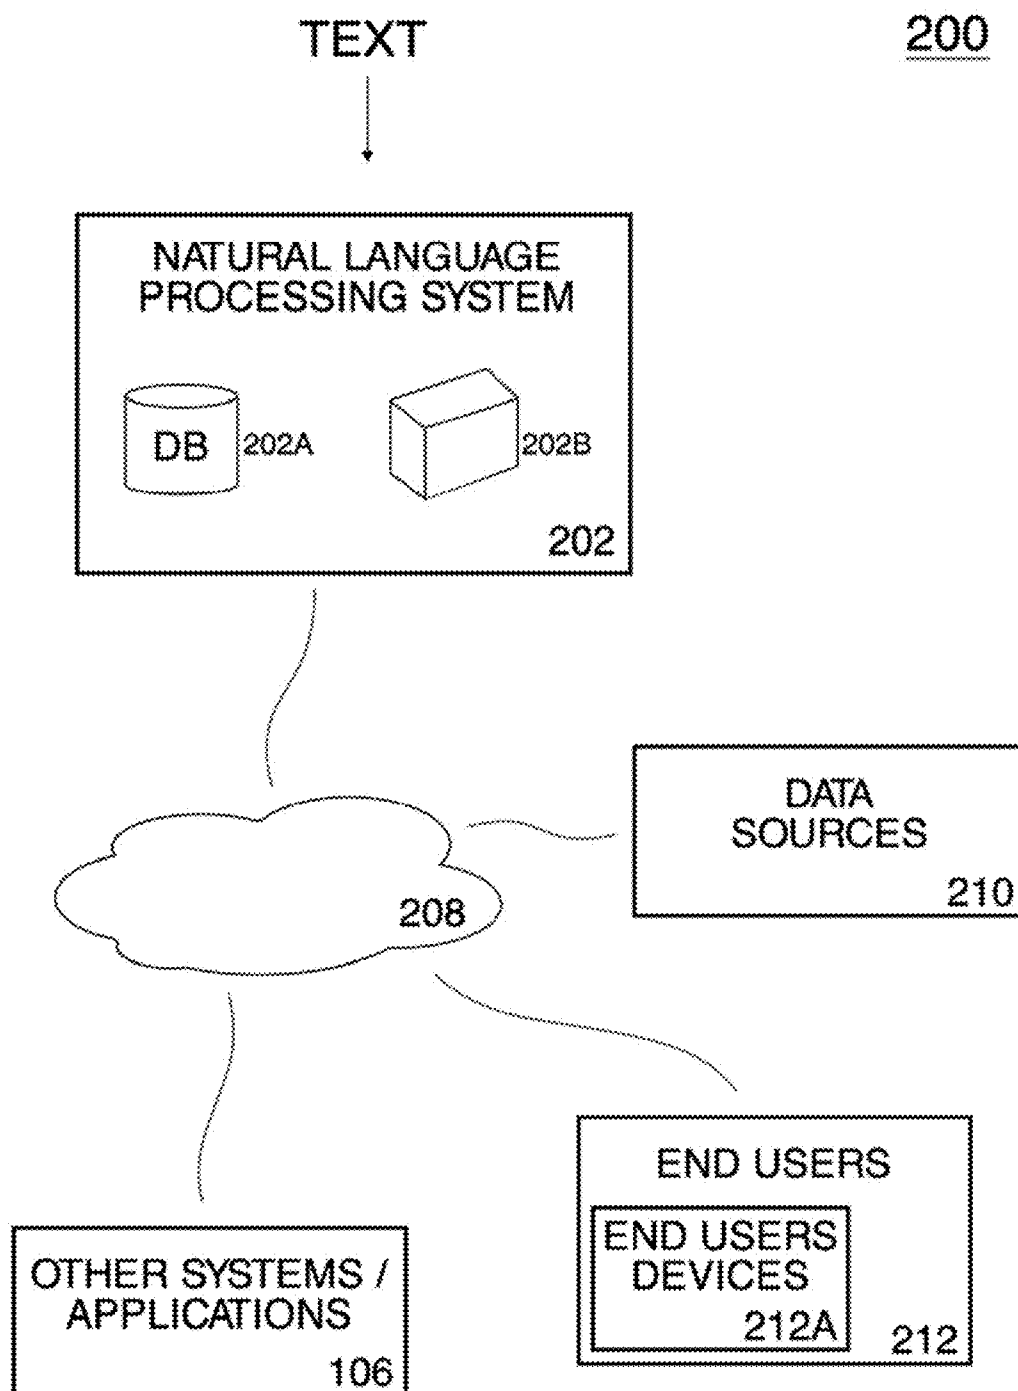 TEXT
200
NATURAL LANGUAGE
PROCESSING SYSTEM
DB
202A
202B
202
208
DATA
SOURCES
210
END USERS
END USERS
DEVICES
212A
212
OTHER SYSTEMS /
APPLICATIONS
106